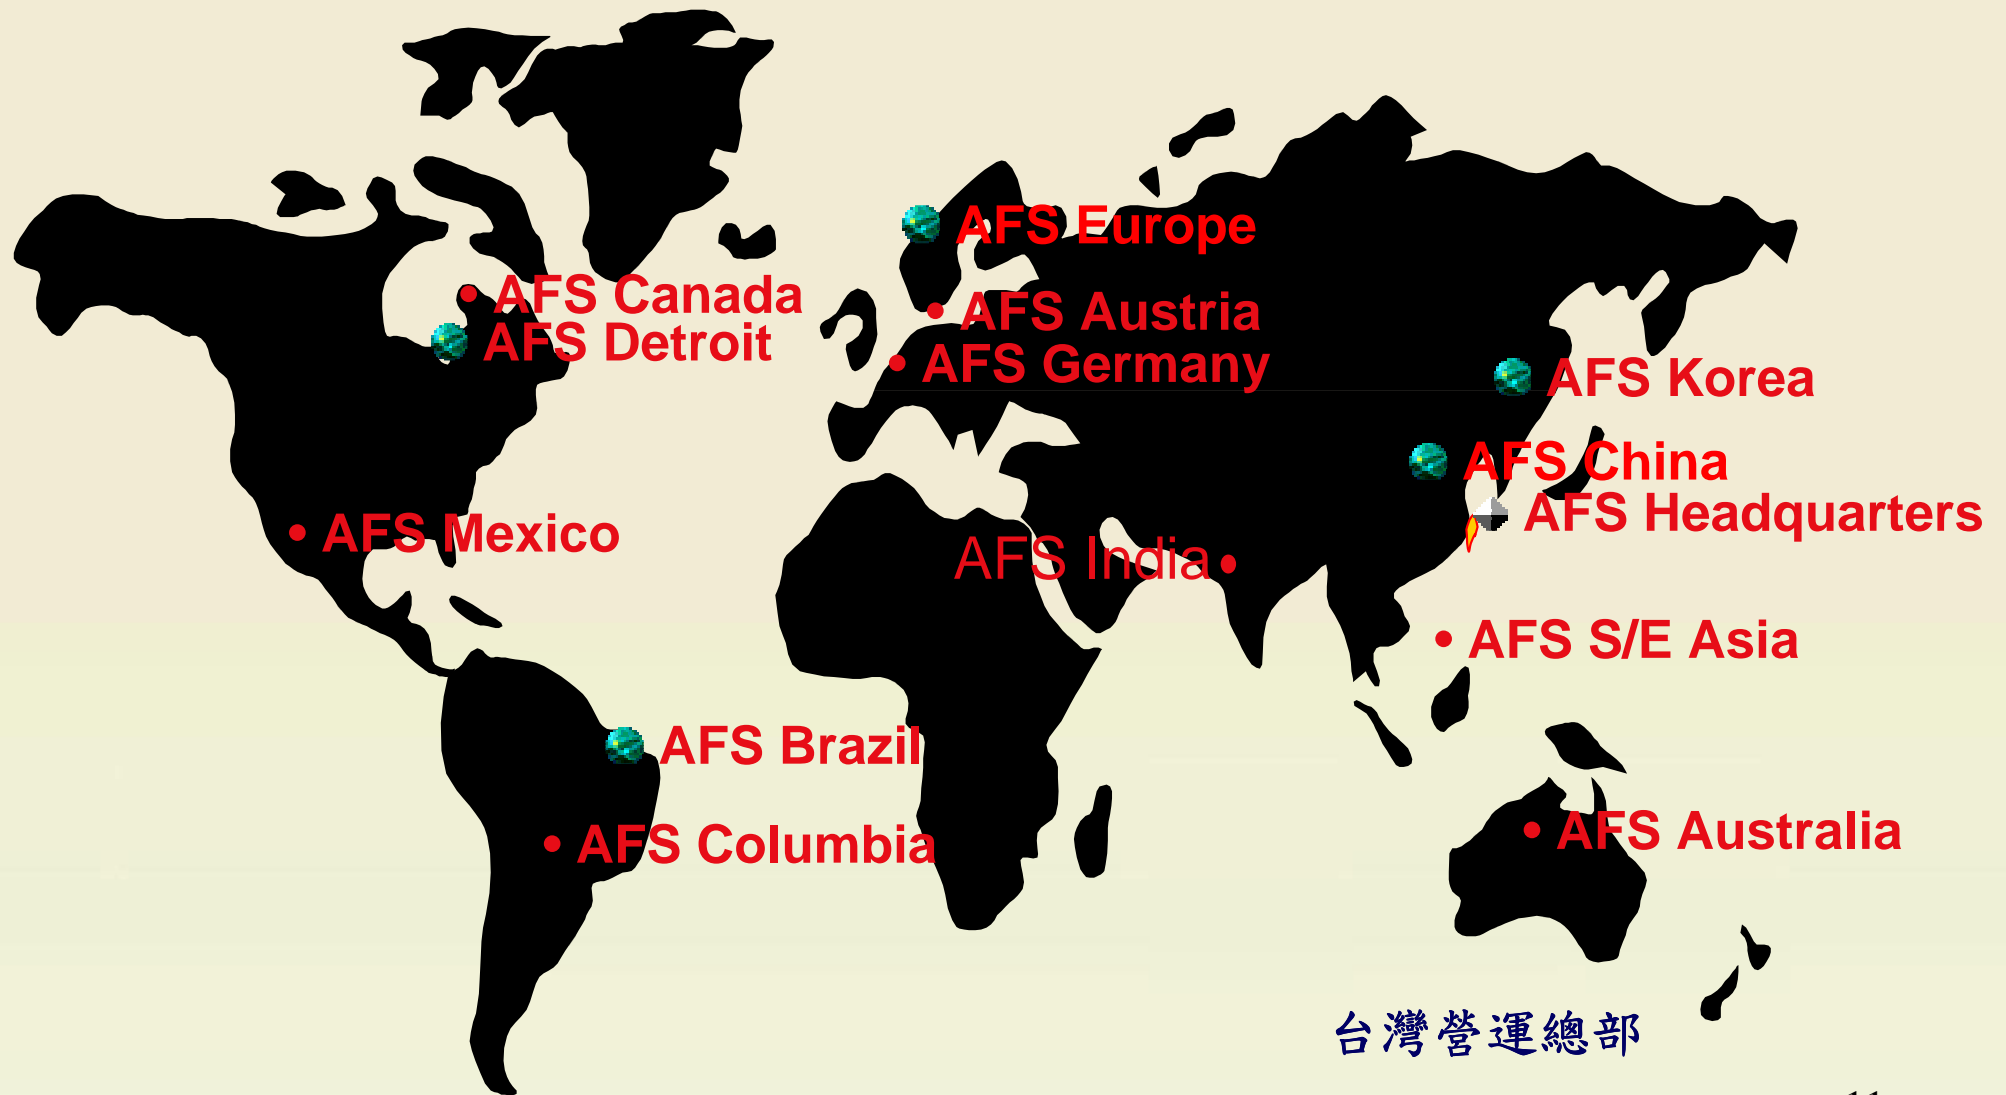 AFS Europe
AFS Canada
AFS Austria
AFS Detroit
AFS Germany
AFS Korea
AFS China
AFS Headquarters
AFS Mexico
AFS India
AFS S/E Asia
AFS Brazil
AFS Australia
AFS Columbia
台灣營運總部